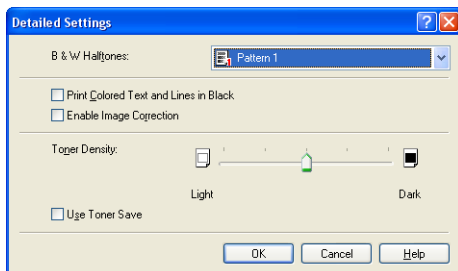 Detailed Settings
B & W Halftones: Pattern 1
Print Colored Text and Lines in Black
Enable Image Correction
Toner Density:
Light Dark
Use Toner Save
OK Cancel Help